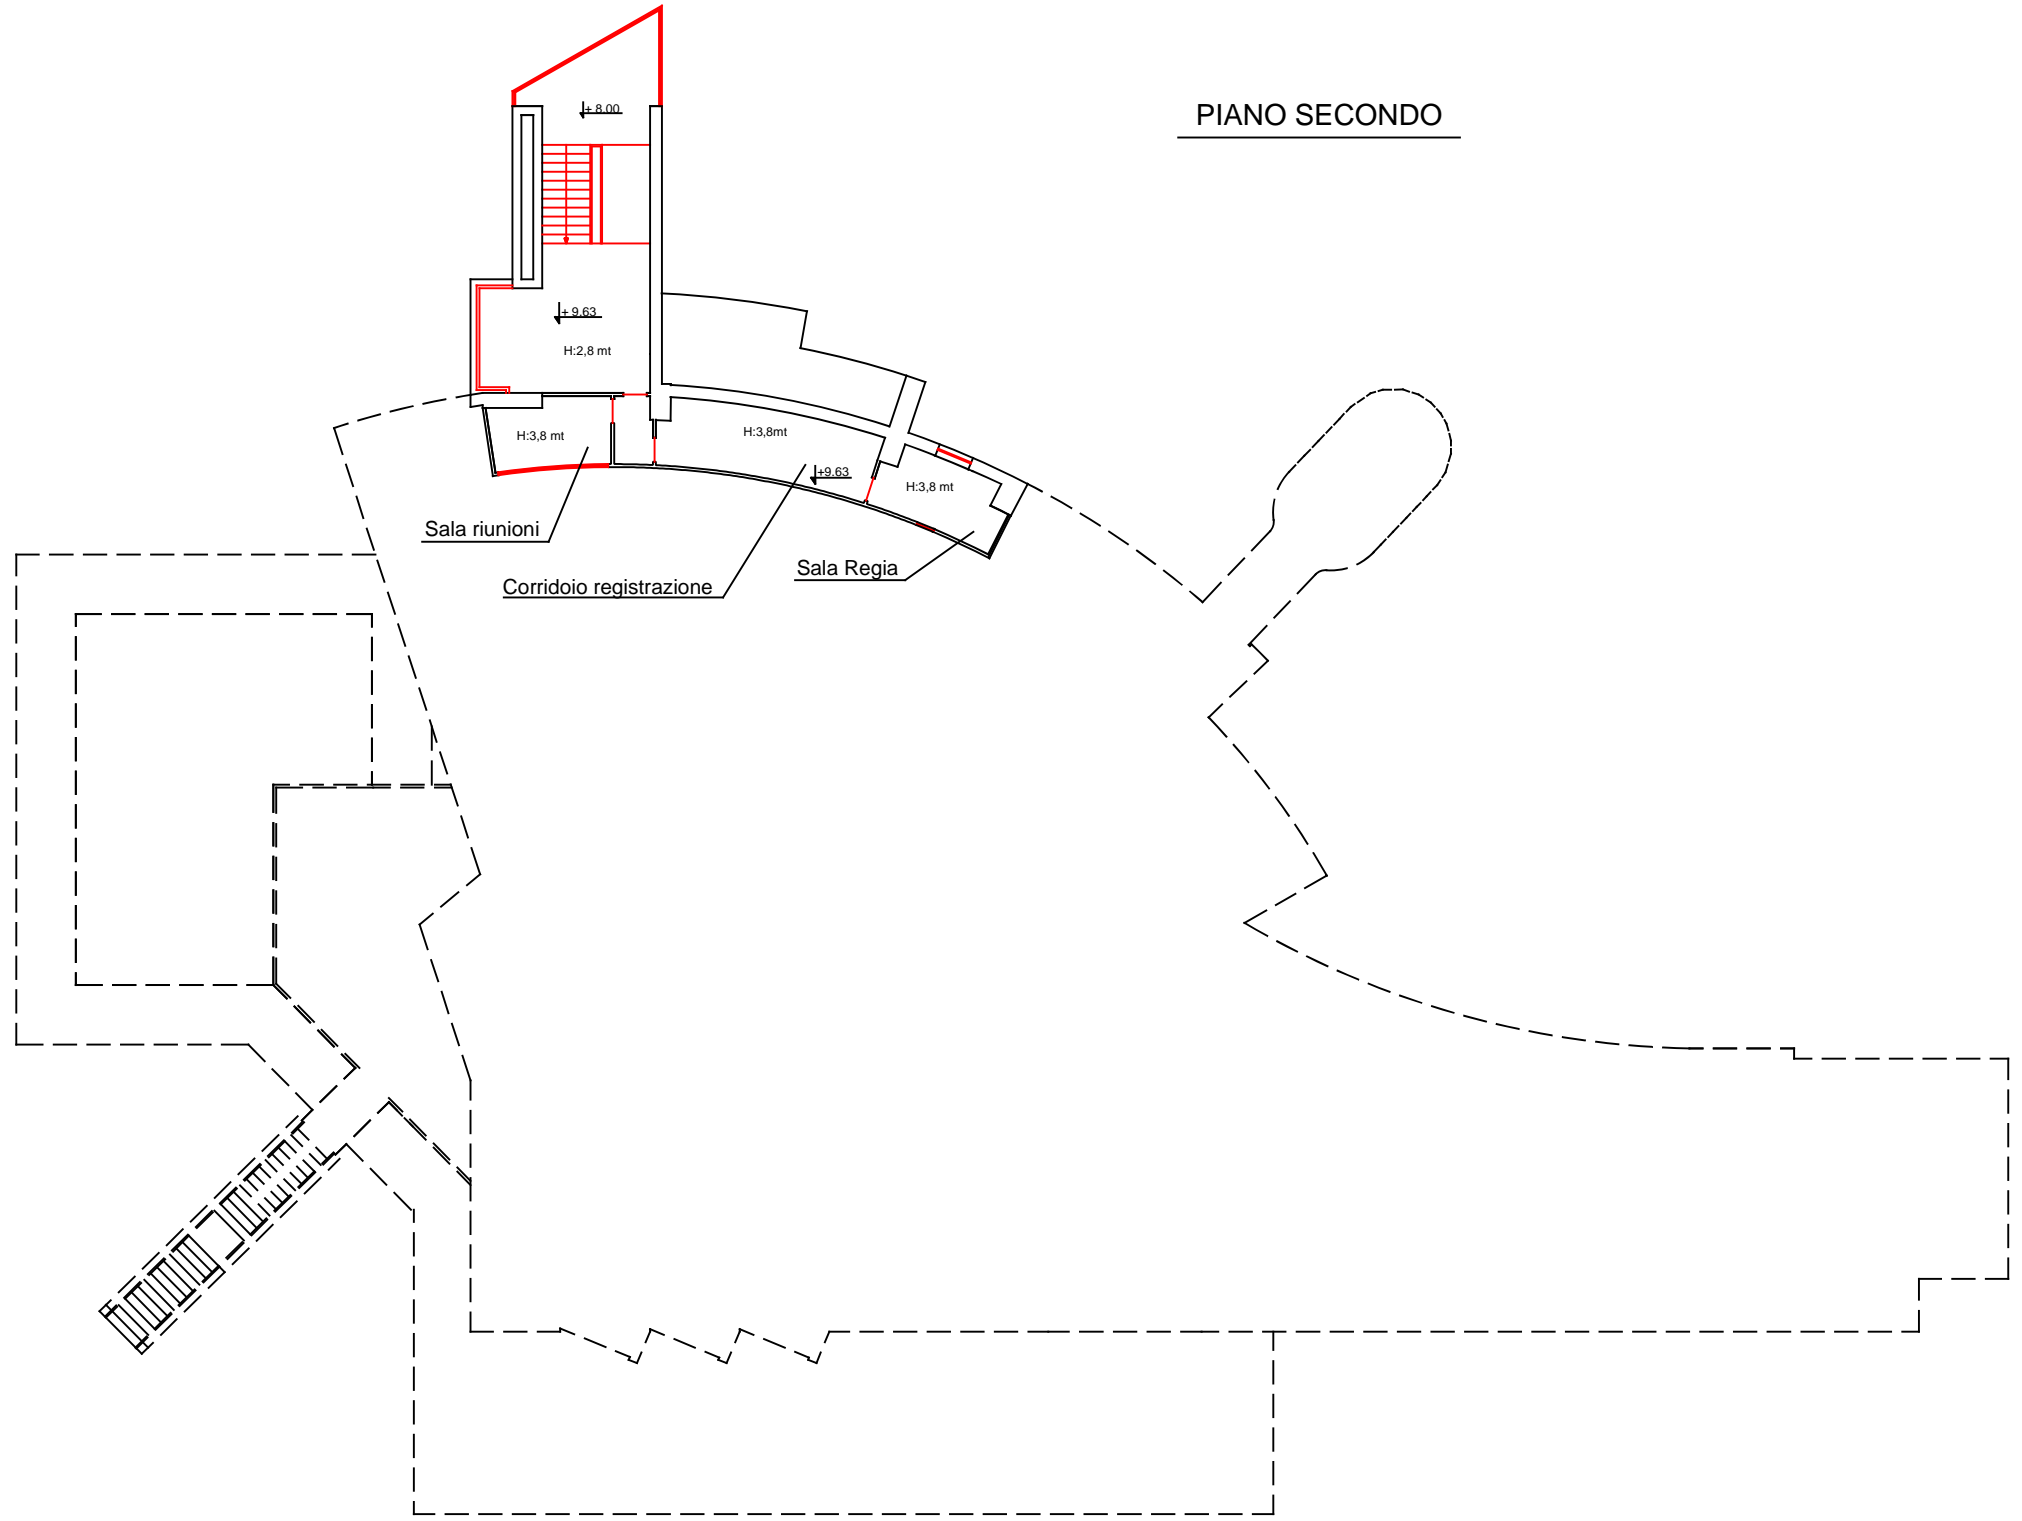 + 8.00
PIANO SECONDO
+ 9.63
H:2,8 mt
H:3,8 mt
H:3,8mt
+9.63
H:3,8 mt
Sala riunioni
Sala Regia
Corridoio registrazione